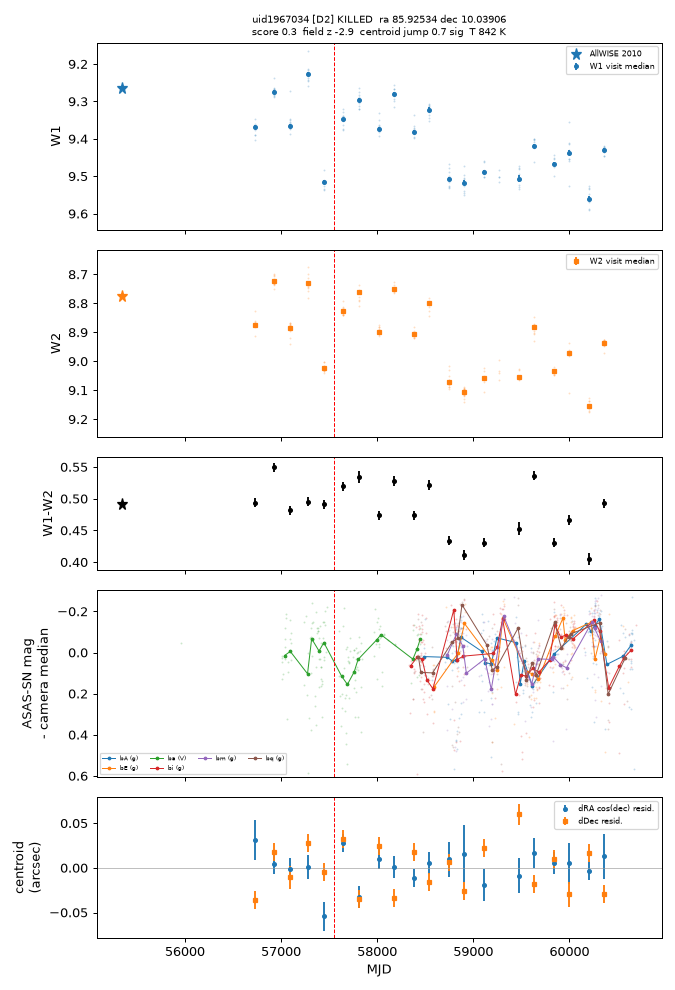 uid1967034 [D2] KILLED ra 85.92534 dec 10.03906
score 0.3 field z -2.9 centroid jump 0.7 sig T 842 K
AllWISE 2010
W1 visit median
W1
9.2
9.3
9.4
9.5
9.6
W2 visit median
W2
8.7
8.8
8.9
9.0
9.1
9.2
W1-W2
0.55
0.50
0.45
0.40
ASAS-SN mag
- camera median
−0.2
0.0
0.2
0.4
0.6
bA (g)
bE (g)
ba (V)
bi (g)
bm (g)
bq (g)
dRA cos(dec) resid.
dDec resid.
centroid
(arcsec)
0.05
0.00
−0.05
56000
57000
58000
59000
60000
MJD